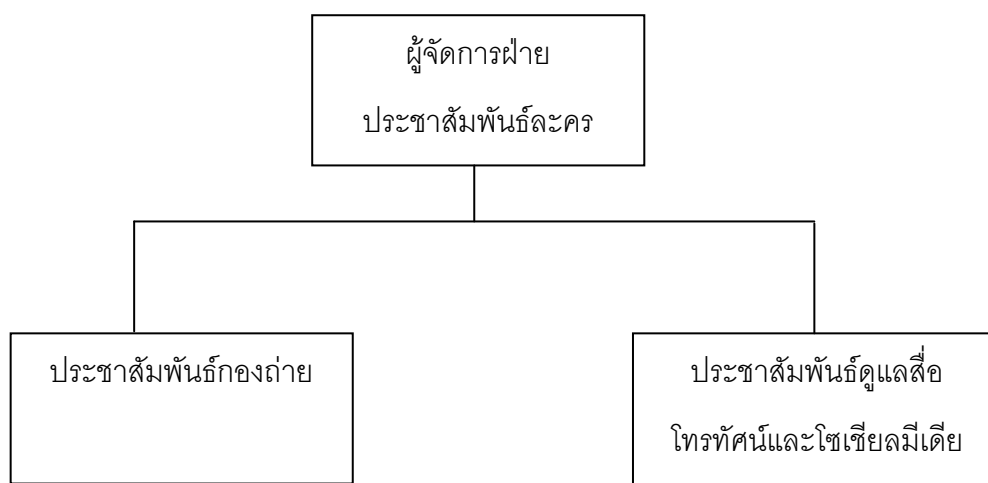 ผู้จัดการฝ่าย
ประชาสัมพันธ์ละคร
ประชาสัมพันธ์กองถ่าย
ประชาสัมพันธ์ดูแลสื่อ
โทรทัศน์และโซเชียลมีเดีย